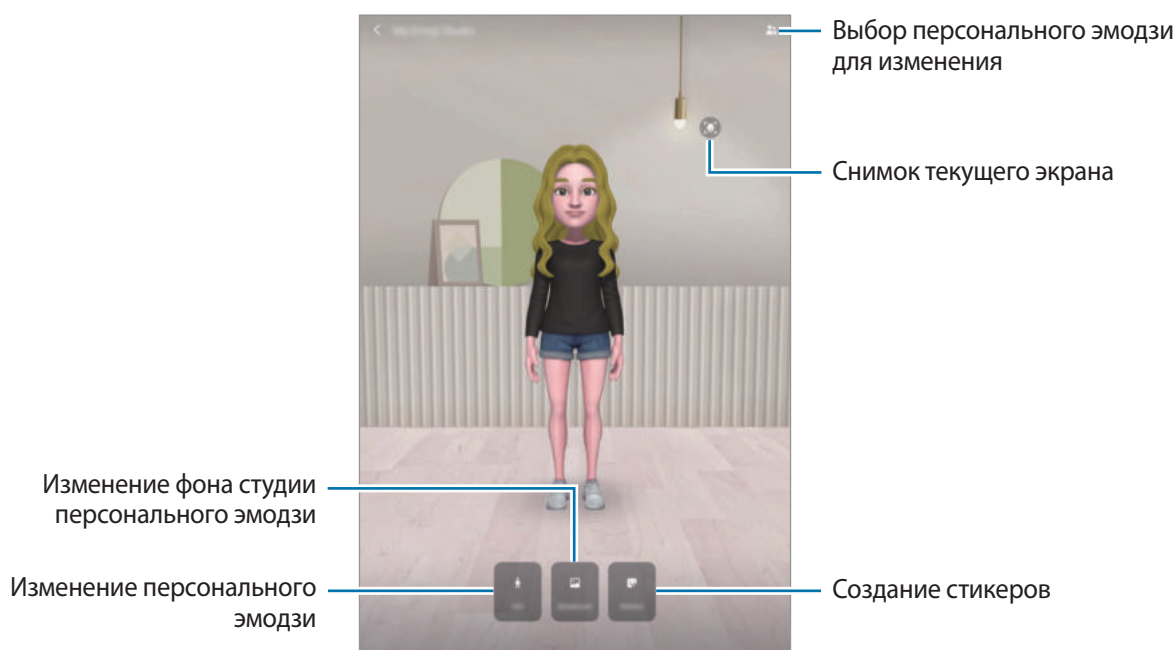 Выбор персонального эмодзи
для изменения
Снимок текущего экрана
Изменение фона студии
персонального эмодзи
Изменение персонального
эмодзи
Создание стикеров